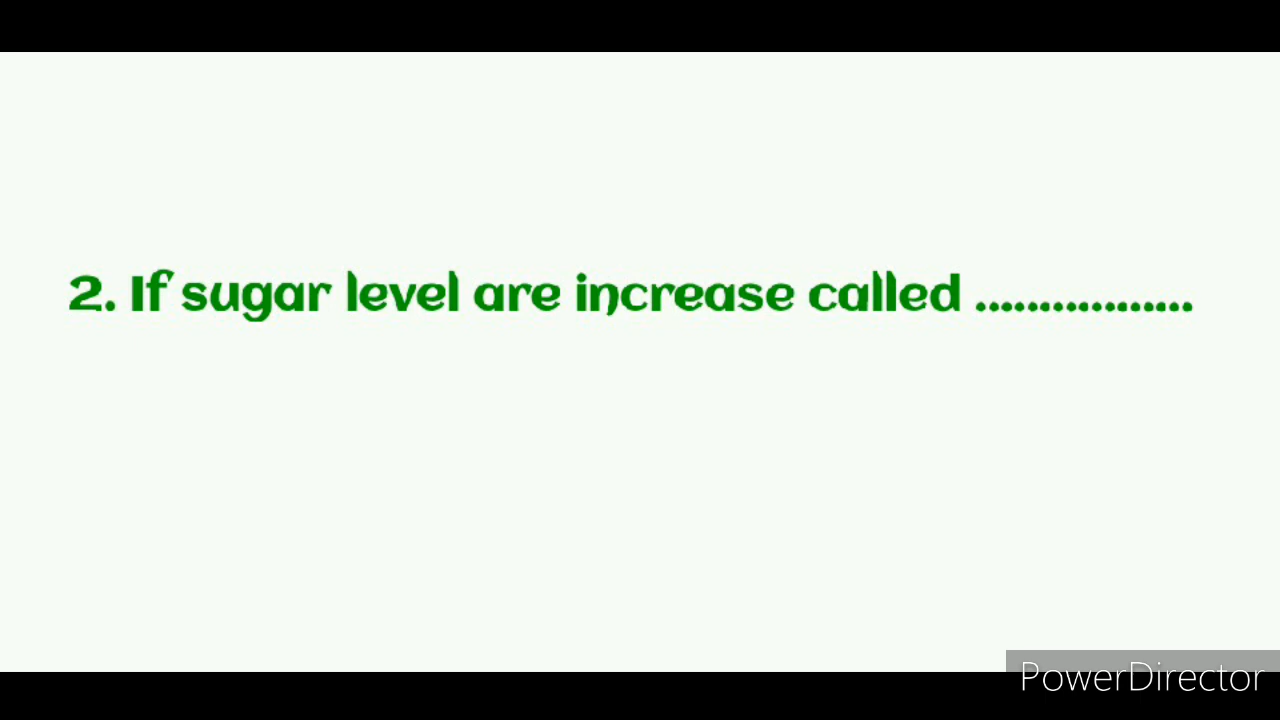 2. If sugar level are increase called .................
PowerDirector